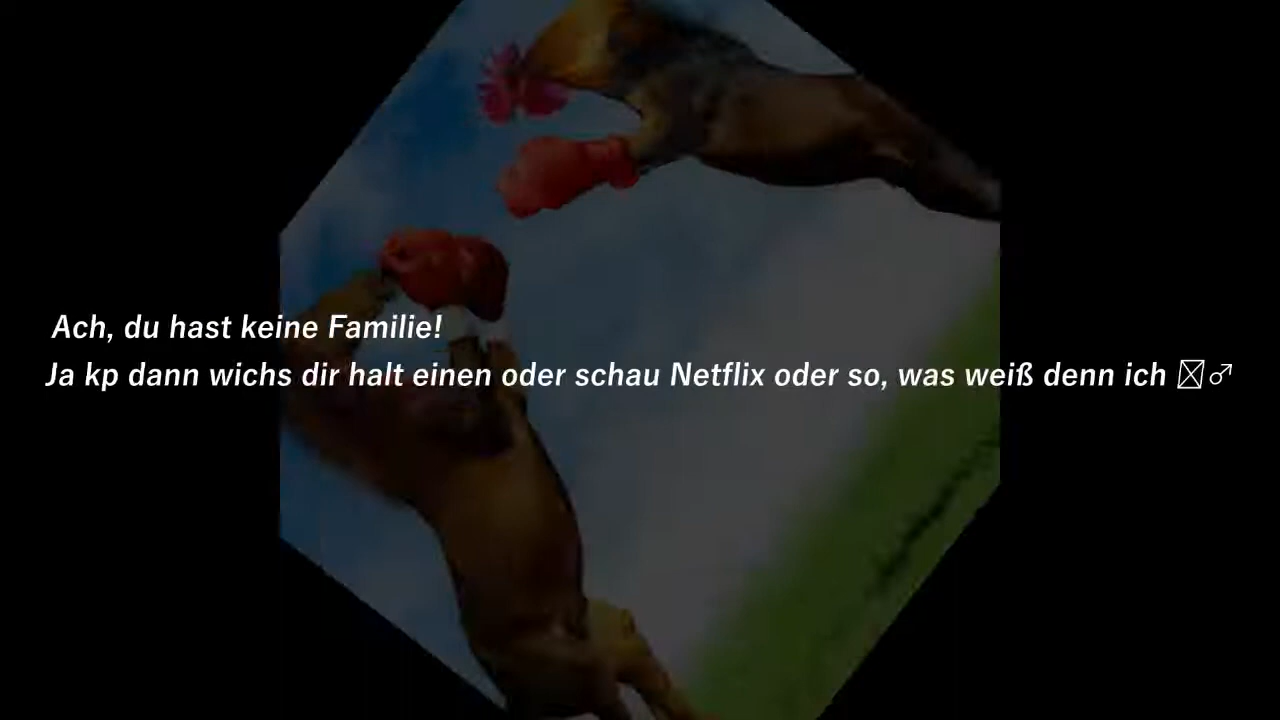 Ach, du hast keine Familie!
Ja kp dann wichs dir halt einen oder schau Netflix oder so, was weiß denn ich ☒♂